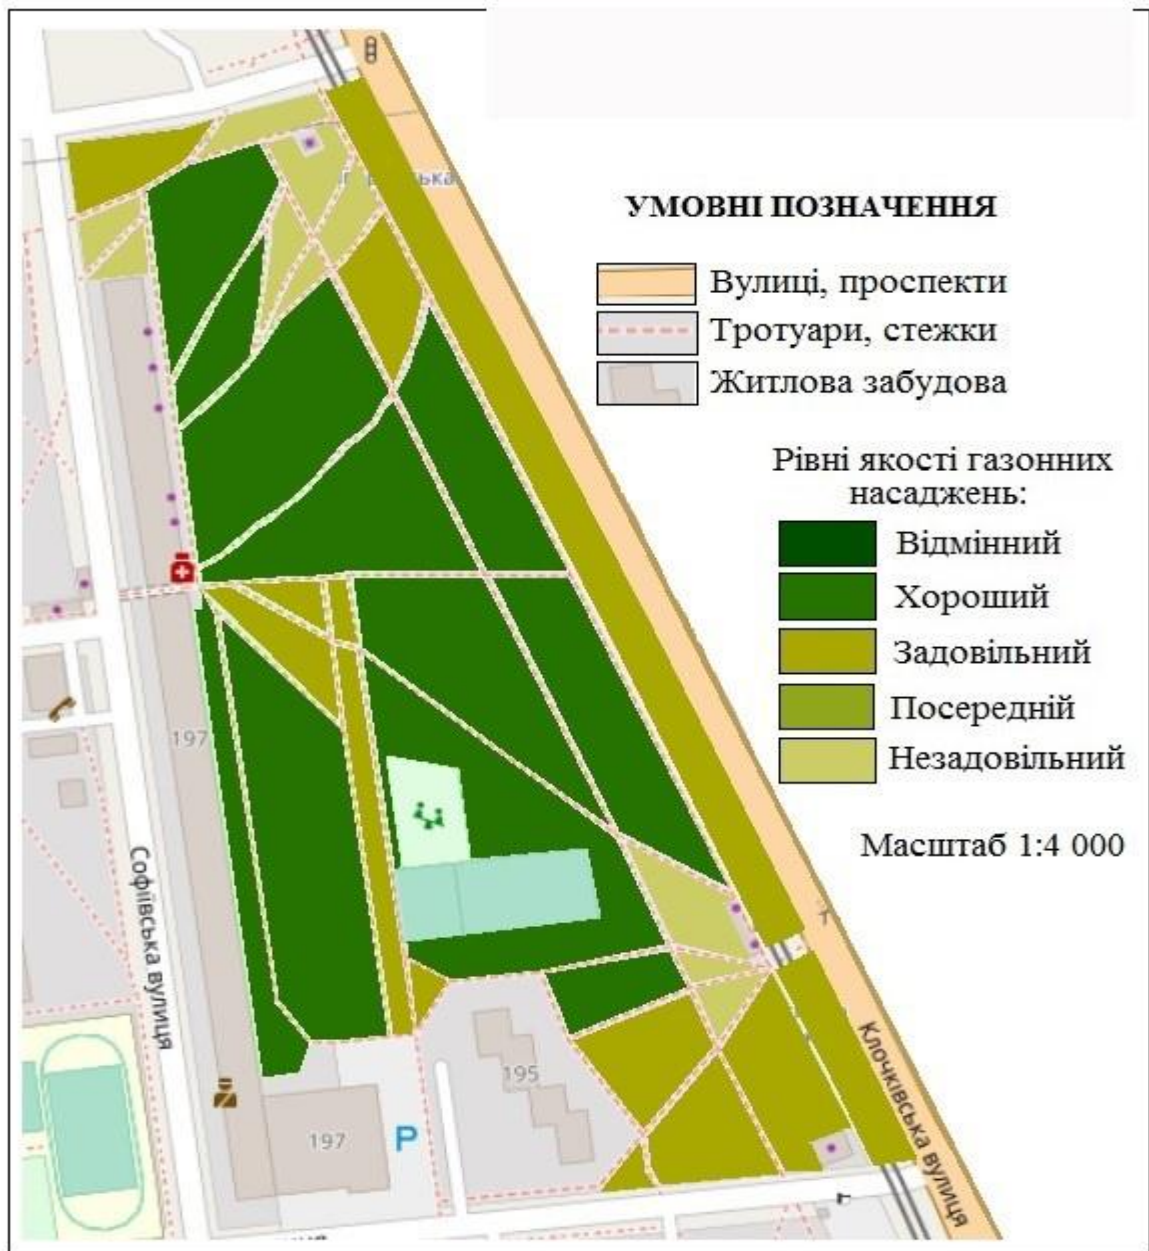 УМОВНІ ПОЗНАЧЕННЯ
Вулиці, проспекти
Тротуари, стежки
Житлова забудова
Рівні якості газонних
насаджень:
Відмінний
Хороший
Задовільний
Посередній
Незадовільний
Масштаб 1:4 000
197
Софіївська вулиця
195
197
P
Клочківська вулиця